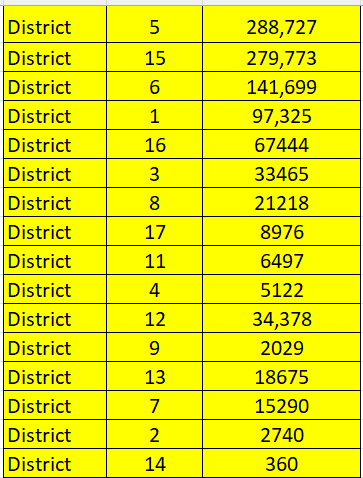 District 5 288,727
District 15 279,773
District 6 141,699
District 1 97,325
District 16 67444
District 3 33465
District 8 21218
District 17 8976
District 11 6497
District 4 5122
District 12 34,378
District 9 2029
District 13 18675
District 7 15290
District 2 2740
District 14 360